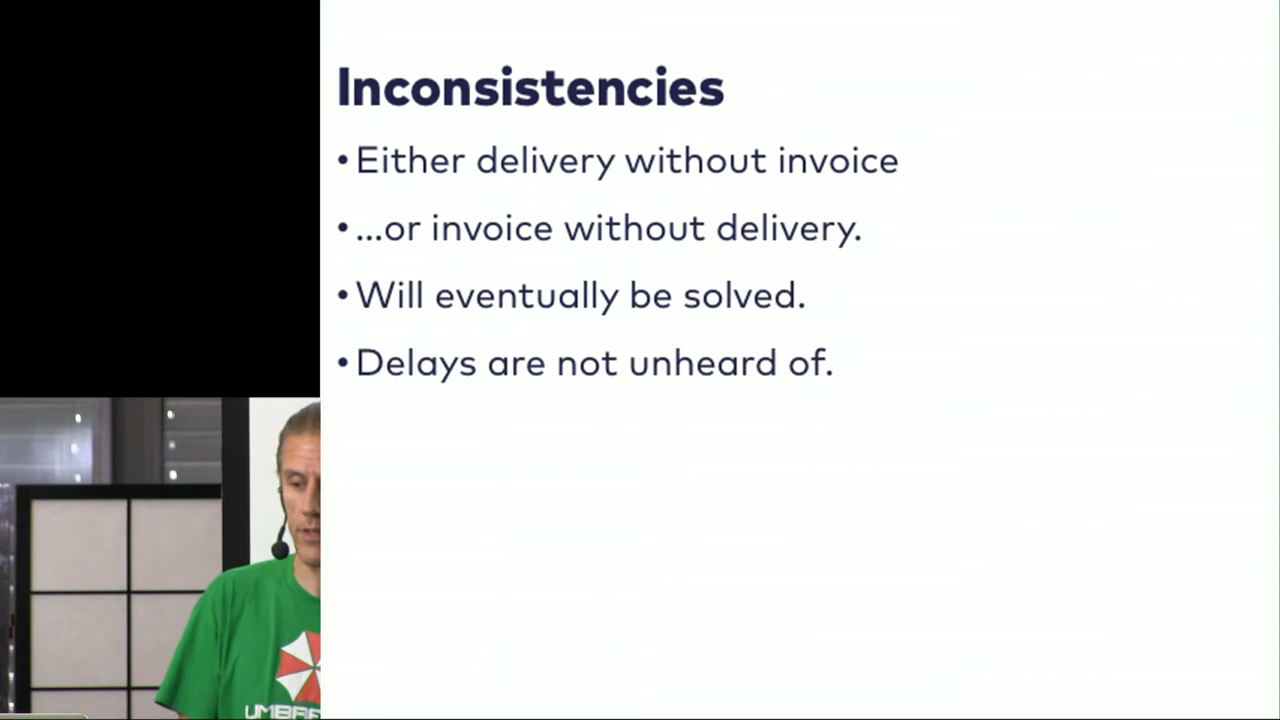 Inconsistencies
• Either delivery without invoice
• ...or invoice without delivery.
• Will eventually be solved.
• Delays are not unheard of.